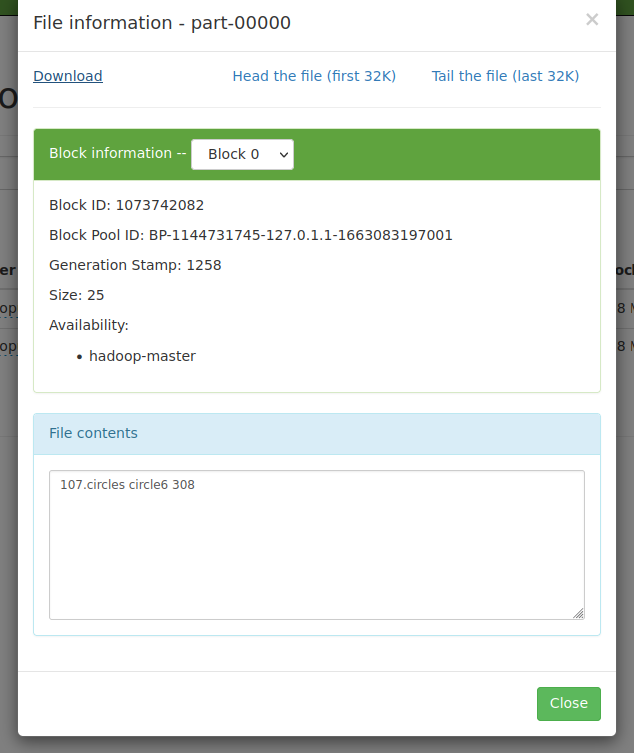 File information - part-00000
×
Download
Head the file (first 32K)
Tail the file (last 32K)
Block information -- Block 0
Block ID: 1073742082
Block Pool ID: BP-1144731745-127.0.1.1-1663083197001
Generation Stamp: 1258
Size: 25
Availability:
• hadoop-master
File contents
107.circles circle6 308
Close